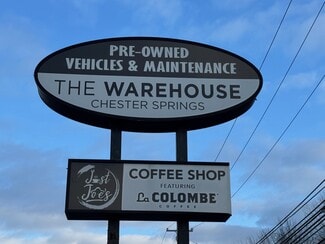 PRE-OWNED
VEHICLES & MAINTENANCE
THE WAREHOUSE
CHESTER SPRINGS
Just Joe's
COFFEE SHOP
FEATURING
La COLOMBE
COFFEE